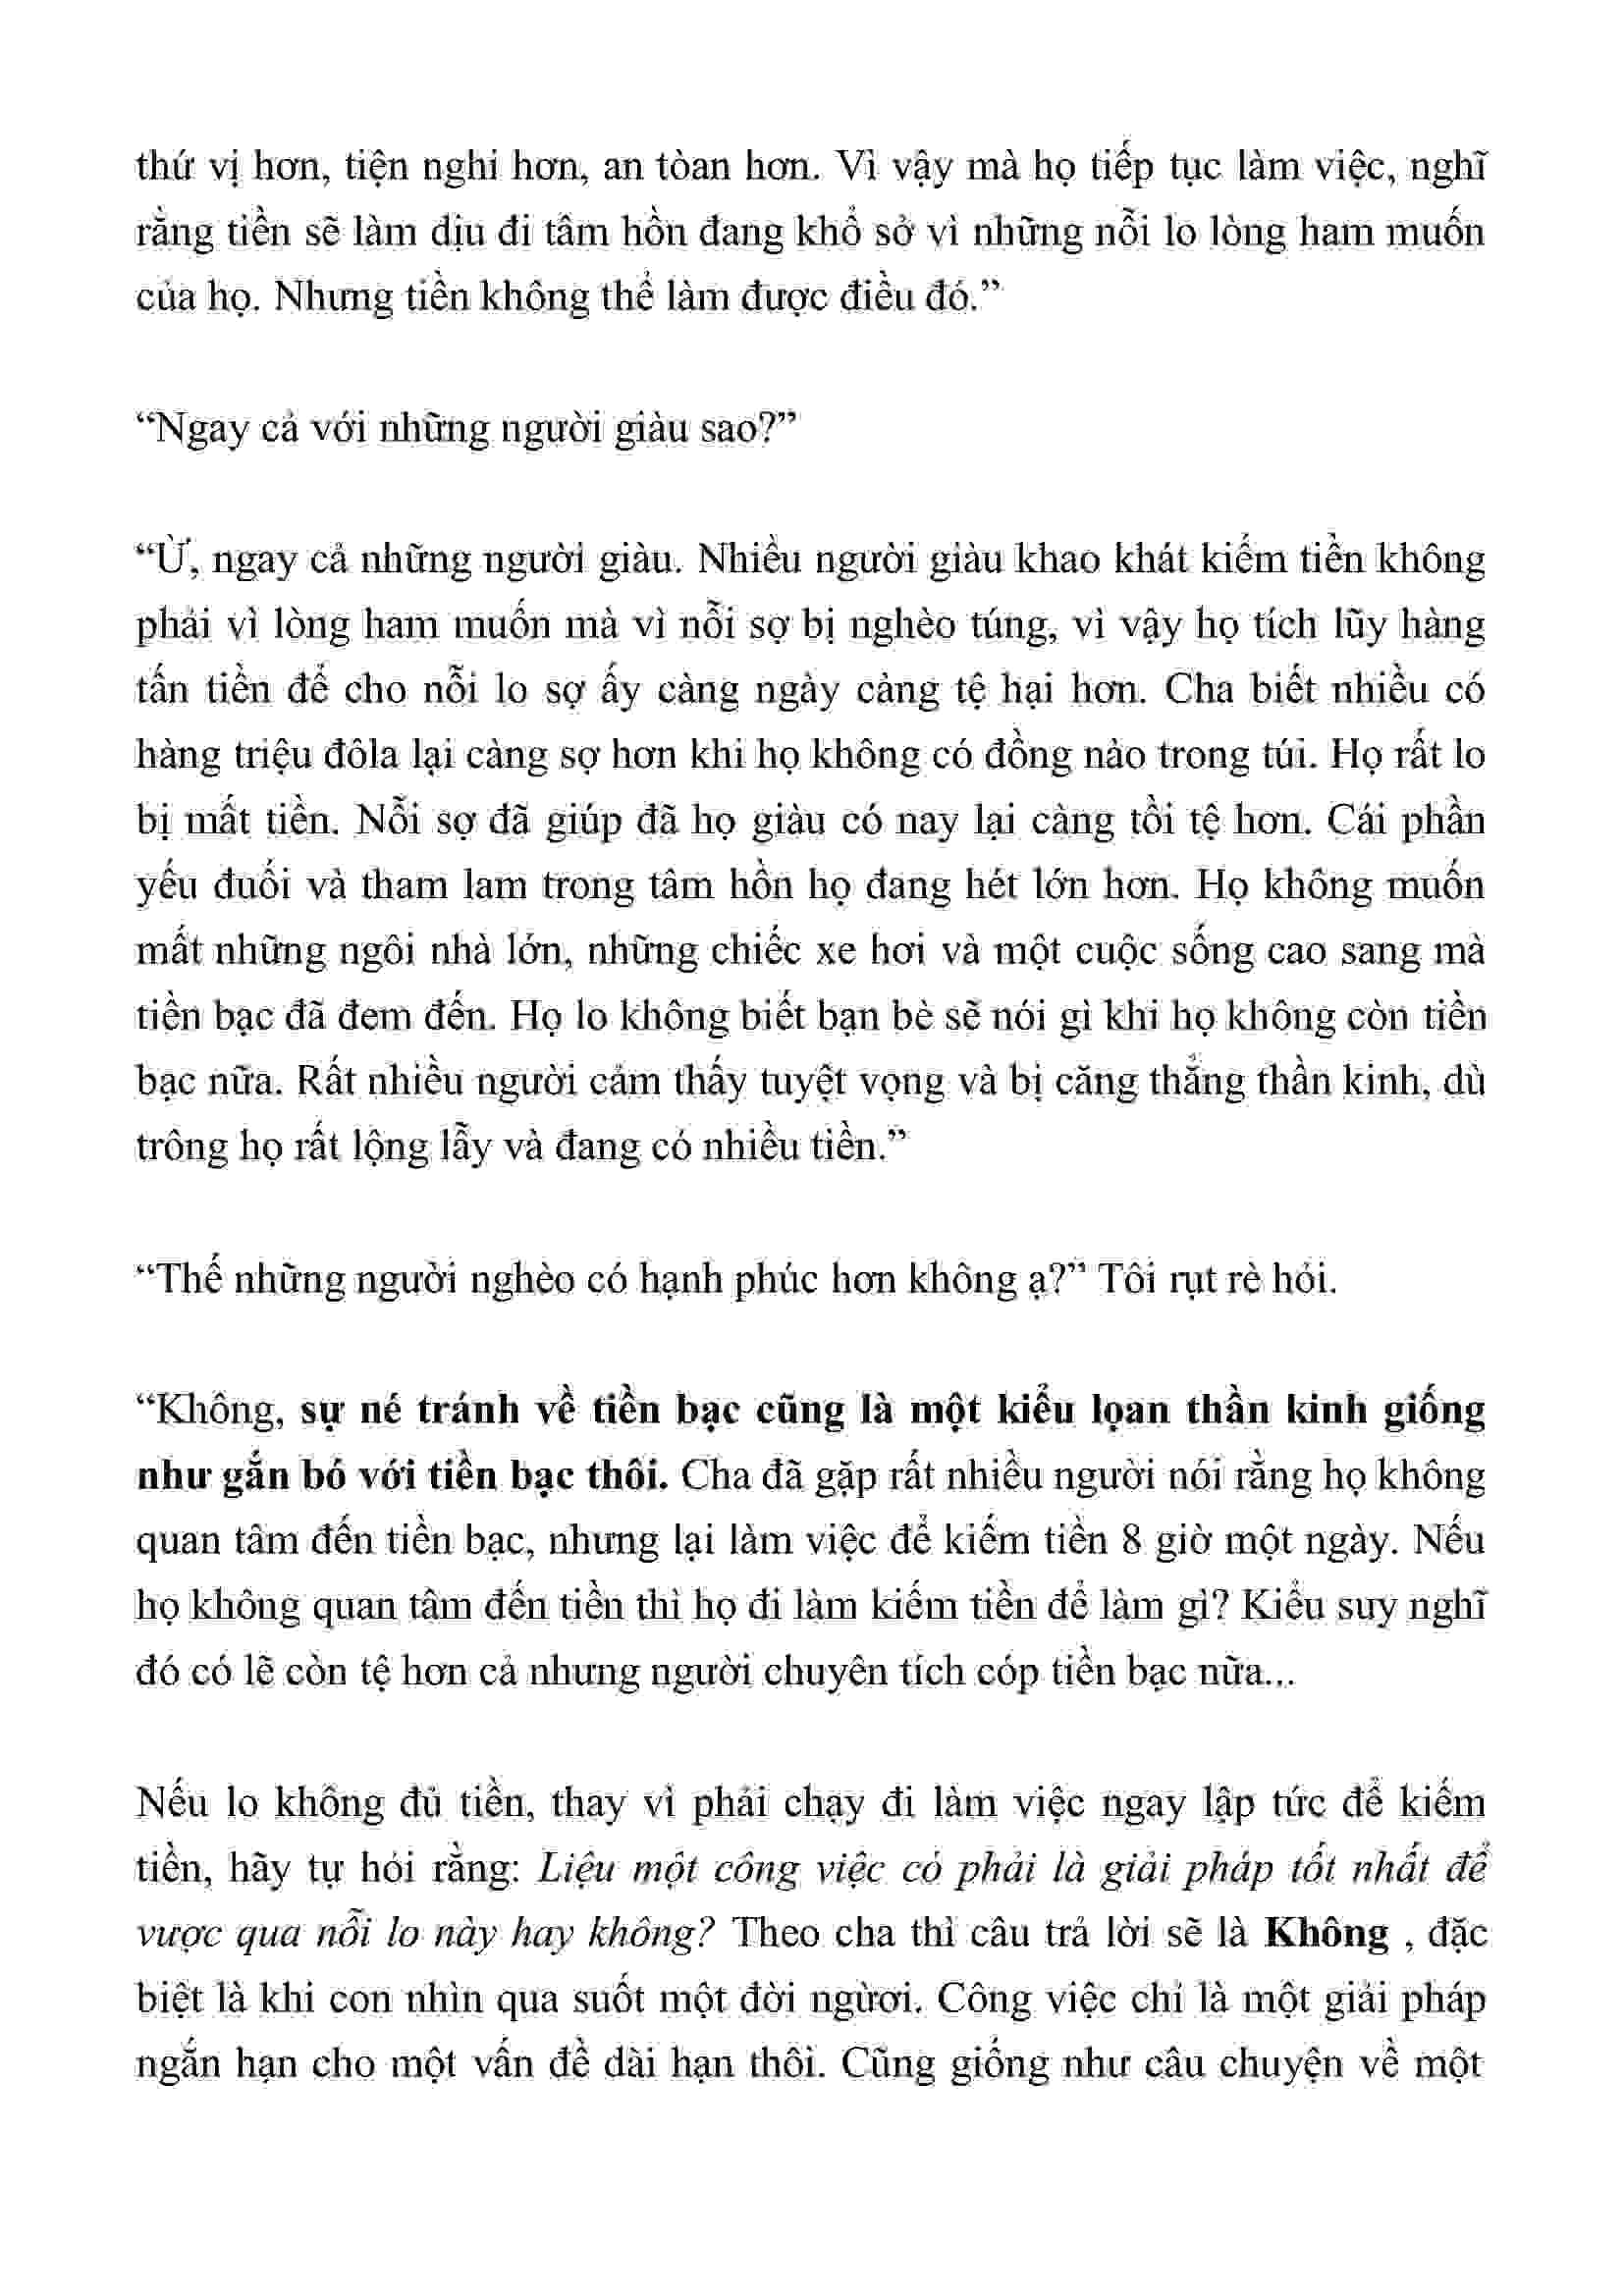 thứ vị hơn, tiện nghi hơn, an tòan hơn. Vì vậy mà họ tiếp tục làm việc, nghĩ
rằng tiền sẽ làm dịu đi tâm hồn đang khổ sở vì những nỗi lo lòng ham muốn
của họ. Nhưng tiền không thể làm được điều đó.”
“Ngay cả với những người giàu sao?”
“Ừ, ngay cả những người giàu. Nhiều người giàu khao khát kiếm tiền không
phải vì lòng ham muốn mà vì nỗi sợ bị nghèo túng, vì vậy họ tích lũy hàng
tấn tiền để cho nỗi lo sợ ấy càng ngày càng tệ hại hơn. Cha biết nhiều có
hàng triệu đôla lại càng sợ hơn khi họ không có đồng nào trong túi. Họ rất lo
bị mất tiền. Nỗi sợ đã giúp đã họ giàu có nay lại càng tồi tệ hơn. Cái phần
yếu đuối và tham lam trong tâm hồn họ đang hét lớn hơn. Họ không muốn
mất những ngôi nhà lớn, những chiếc xe hơi và một cuộc sống cao sang mà
tiền bạc đã đem đến. Họ lo không biết bạn bè sẽ nói gì khi họ không còn tiền
bạc nữa. Rất nhiều người cảm thấy tuyệt vọng và bị căng thẳng thần kinh, dù
trông họ rất lộng lẫy và đang có nhiều tiền.”
“Thế những người nghèo có hạnh phúc hơn không ạ?” Tôi rụt rè hỏi.
“Không, sự né tránh về tiền bạc cũng là một kiểu lọan thần kinh giống
như gắn bó với tiền bạc thôi. Cha đã gặp rất nhiều người nói rằng họ không
quan tâm đến tiền bạc, nhưng lại làm việc để kiếm tiền 8 giờ một ngày. Nếu
họ không quan tâm đến tiền thì họ đi làm kiếm tiền để làm gì? Kiểu suy nghĩ
đó có lẽ còn tệ hơn cả nhưng người chuyên tích cóp tiền bạc nữa...
Nếu lo không đủ tiền, thay vì phải chạy đi làm việc ngay lập tức để kiếm
tiền, hãy tự hỏi rằng: Liệu một công việc có phải là giải pháp tốt nhất để
vược qua nỗi lo này hay không? Theo cha thì câu trả lời sẽ là Không , đặc
biệt là khi con nhìn qua suốt một đời ngừơi. Công việc chỉ là một giải pháp
ngắn hạn cho một vấn đề dài hạn thôi. Cũng giống như câu chuyện về một